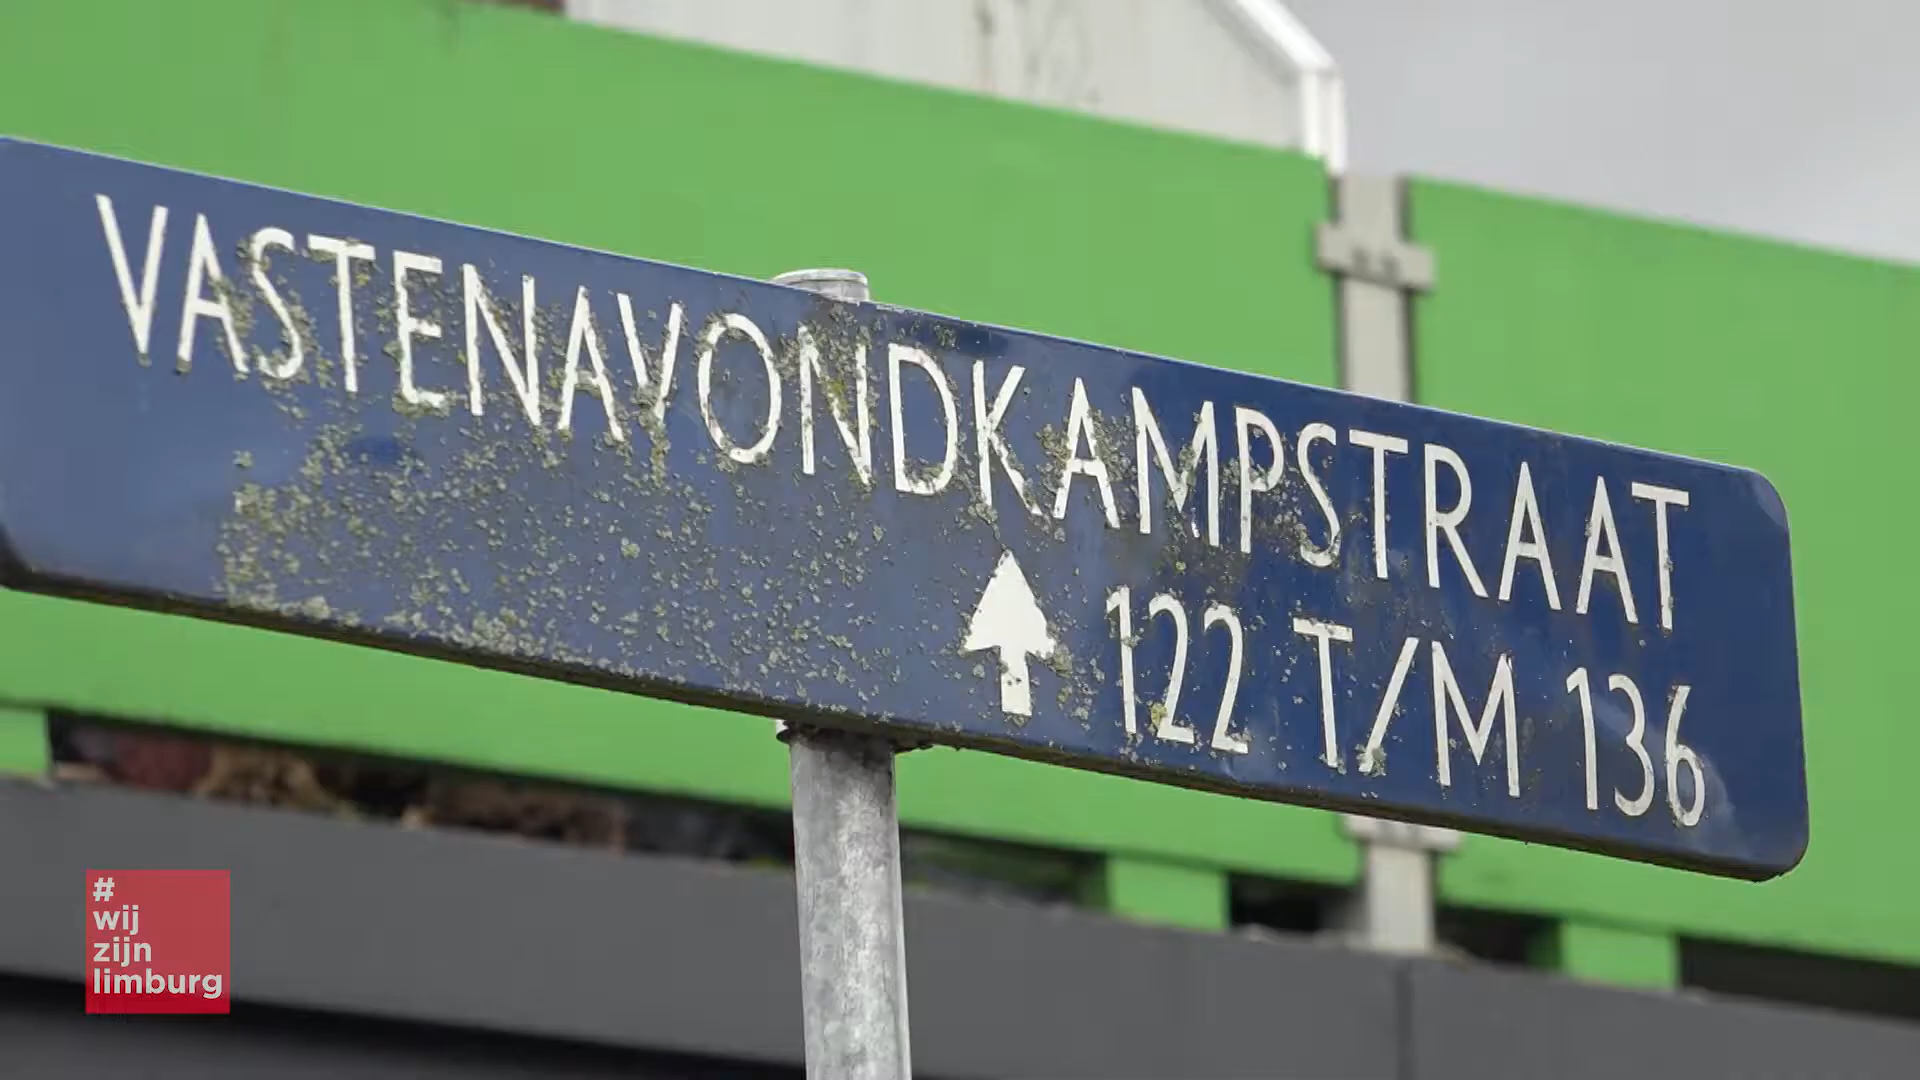 VASTENAVONDKAMPSTRAAT
122 T/M 136
#
wij
zijn
limburg